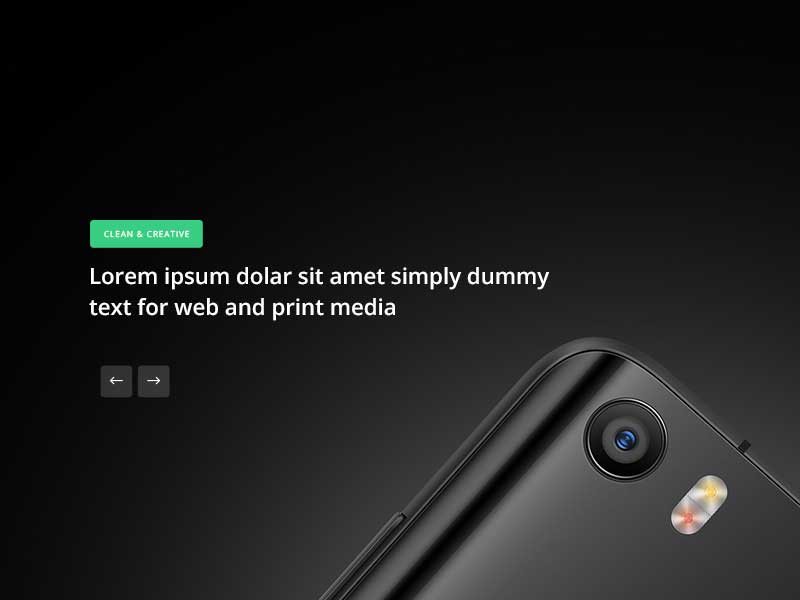 CLEAN & CREATIVE
Lorem ipsum dolar sit amet simply dummy
text for web and print media